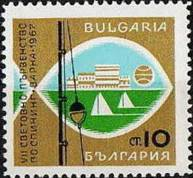 VII СВЕТОВНО ПЪРВЕНСТВО
ПО СПИНИНГ-ВАРНА-1967
BULGARIA
СТ. 10
БЪЛГАРИЯ